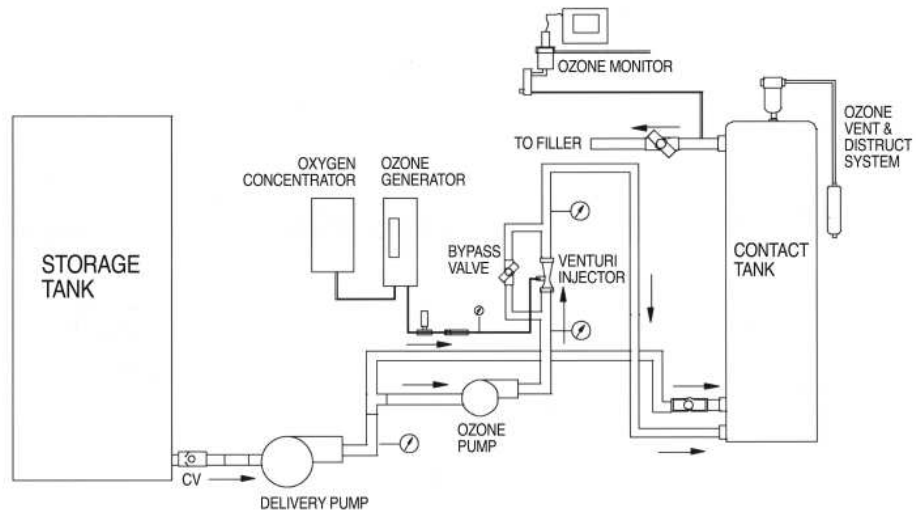 OZONE MONITOR
TO FILLER
OZONE
VENT &
DISTRUCT
SYSTEM
OXYGEN
CONCENTRATOR
OZONE
GENERATOR
STORAGE
TANK
BYPASS
VALVE
VENTURI
INJECTOR
CONTACT
TANK
OZONE
PUMP
CV
DELIVERY PUMP